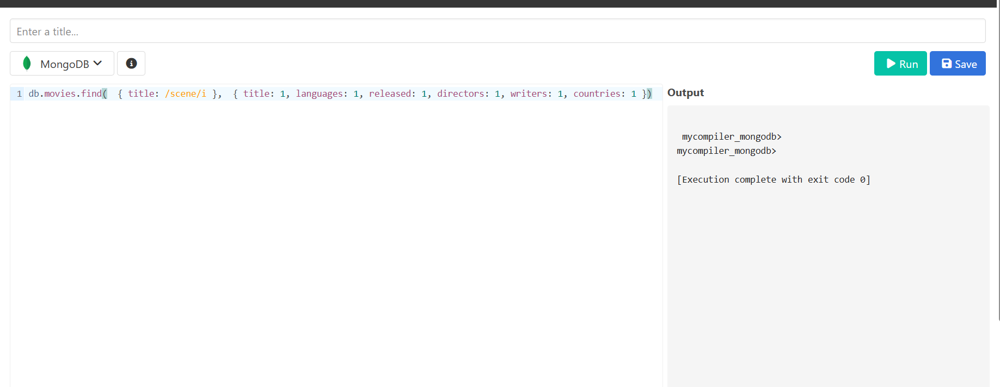 Enter a title...
MongoDB
Run
Save
1 db.movies.find(  { title: /scene/i },  { title: 1, languages: 1, released: 1, directors: 1, writers: 1, countries: 1 })
Output
mycompiler_mongodb>
mycompiler_mongodb>
[Execution complete with exit code 0]